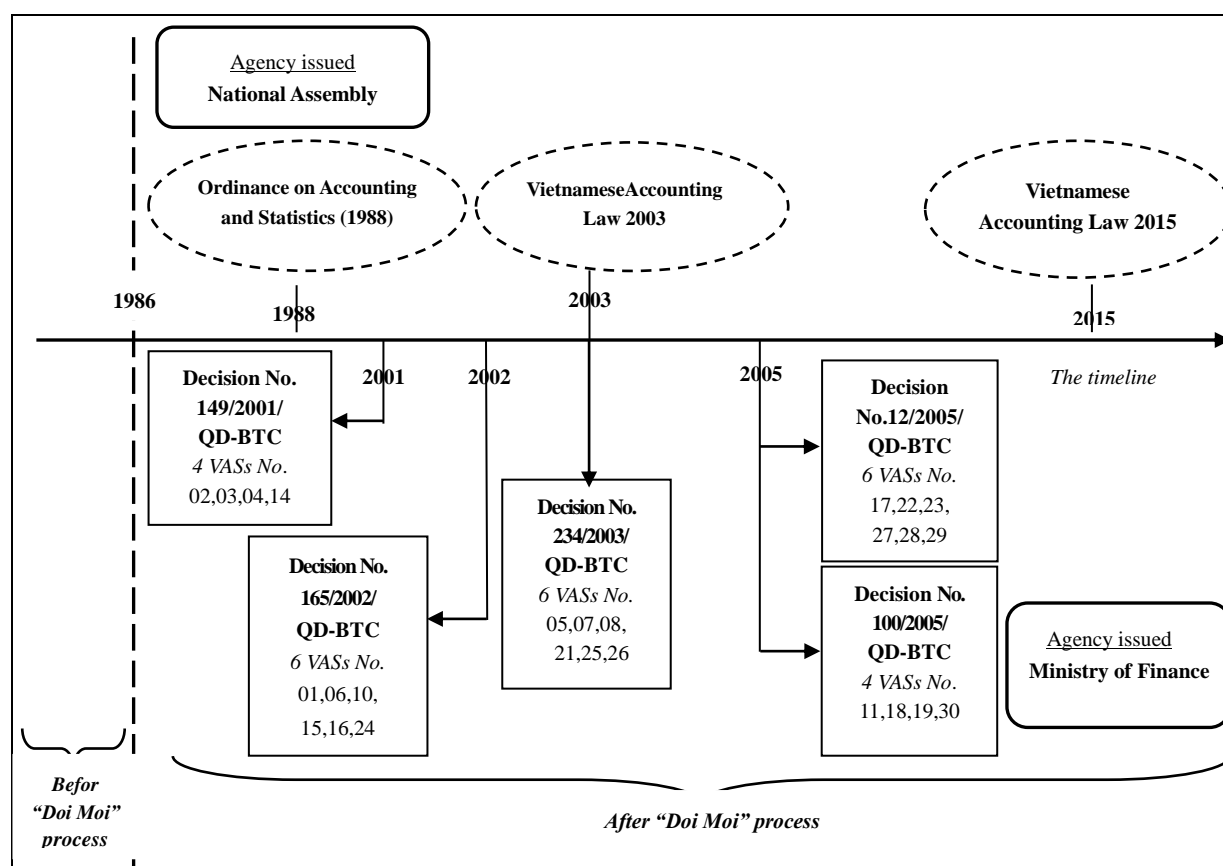 Agency issued
National Assembly
Ordinance on Accounting
and Statistics (1988)
VietnameseAccounting
Law 2003
Vietnamese
Accounting Law 2015
1986
1988
2003
2015
2001
2002
2005
The timeline
Decision No.
149/2001/
QD-BTC
4 VASs No.
02,03,04,14
Decision No.
165/2002/
QD-BTC
6 VASs No.
01,06,10,
15,16,24
Decision No.
234/2003/
QD-BTC
6 VASs No.
05,07,08,
21,25,26
Decision
No.12/2005/
QD-BTC
6 VASs No.
17,22,23,
27,28,29
Decision No.
100/2005/
QD-BTC
4 VASs No.
11,18,19,30
Agency issued
Ministry of Finance
Befor
“Doi Moi”
process
After “Doi Moi” process